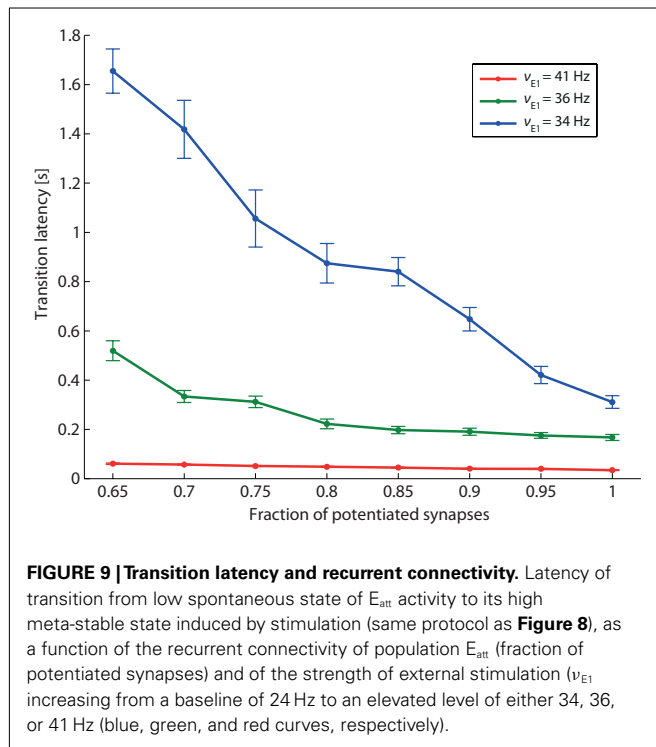 1.8
1.6
1.4
1.2
1
0.8
0.6
0.4
0.2
0
Transition latency [s]
ν_E1 = 41 Hz
ν_E1 = 36 Hz
ν_E1 = 34 Hz
0.65 0.7 0.75 0.8 0.85 0.9 0.95 1
Fraction of potentiated synapses
FIGURE 9 | Transition latency and recurrent connectivity. Latency of
transition from low spontaneous state of E_att activity to its high
meta-stable state induced by stimulation (same protocol as Figure 8), as
a function of the recurrent connectivity of population E_att (fraction of
potentiated synapses) and of the strength of external stimulation (ν_E1
increasing from a baseline of 24 Hz to an elevated level of either 34, 36,
or 41 Hz (blue, green, and red curves, respectively).